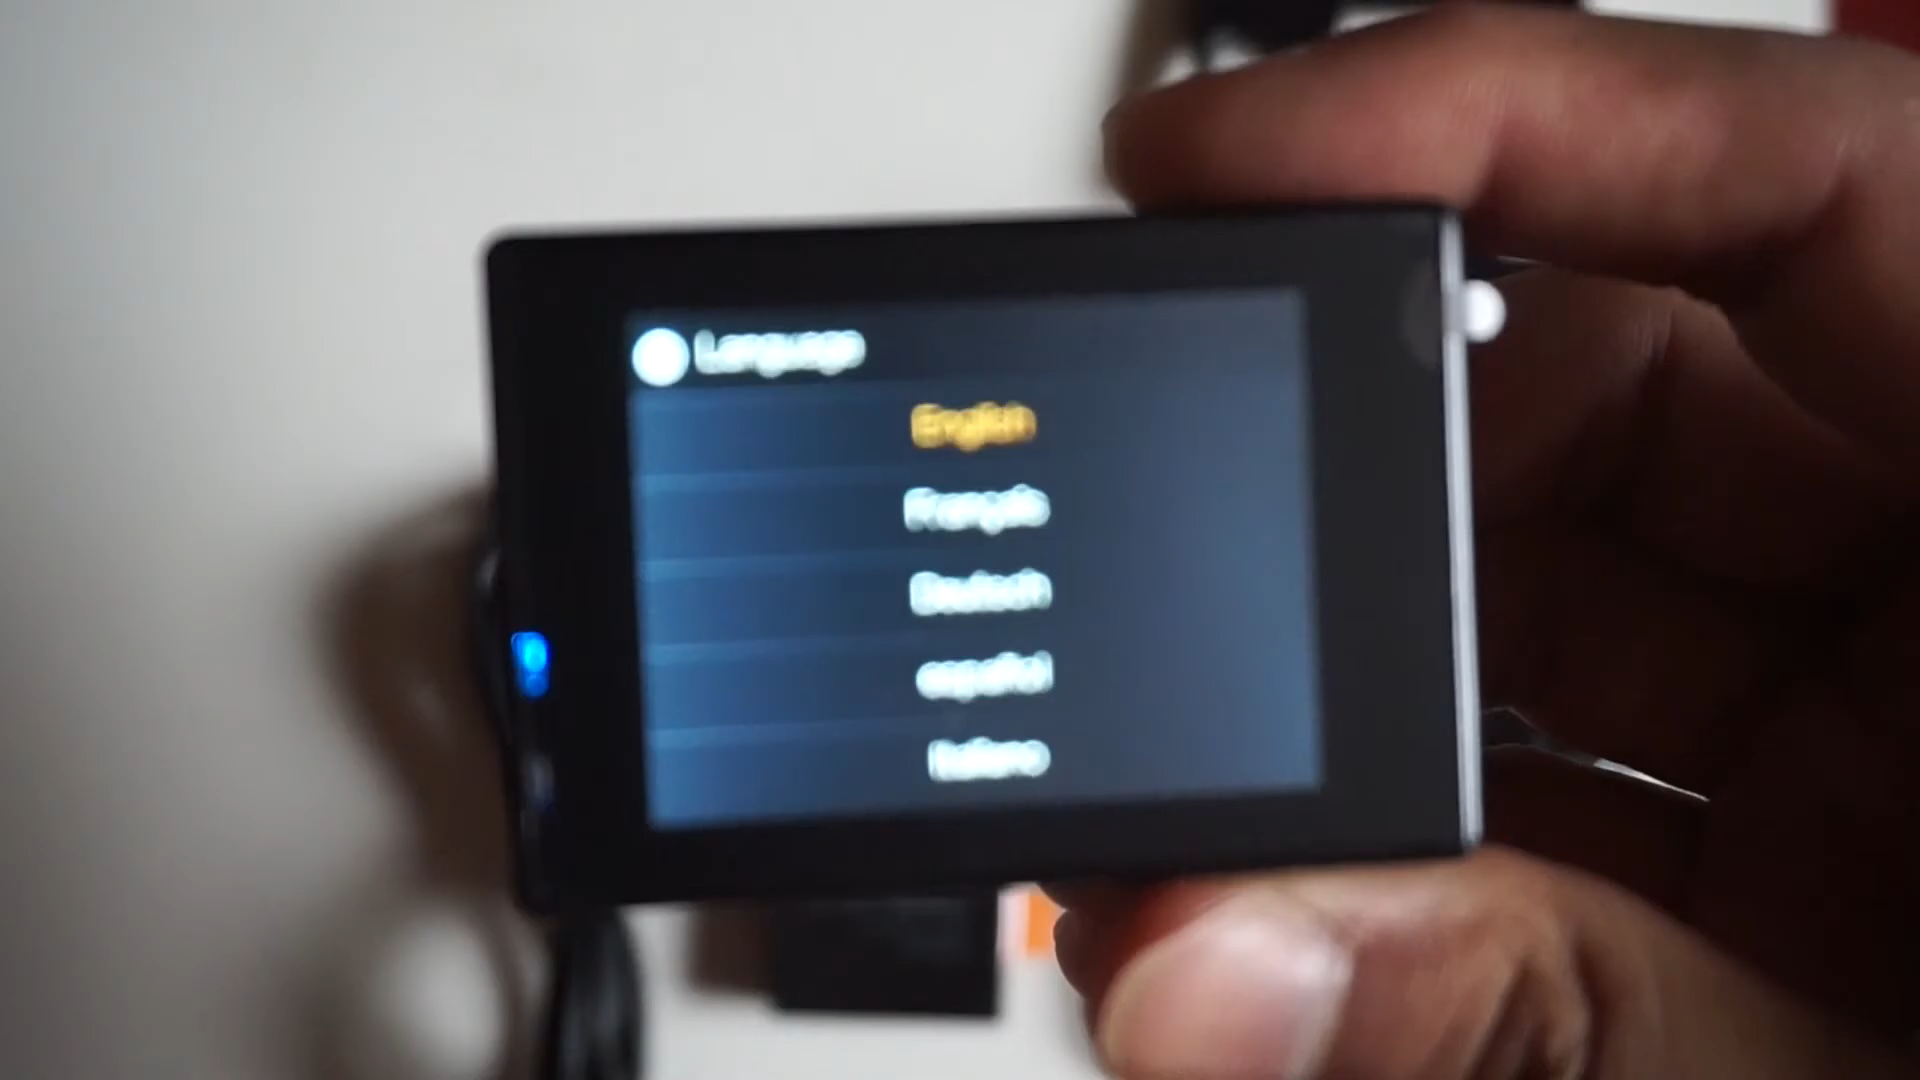 Language
English
Français
Deutsch
español
Italiano